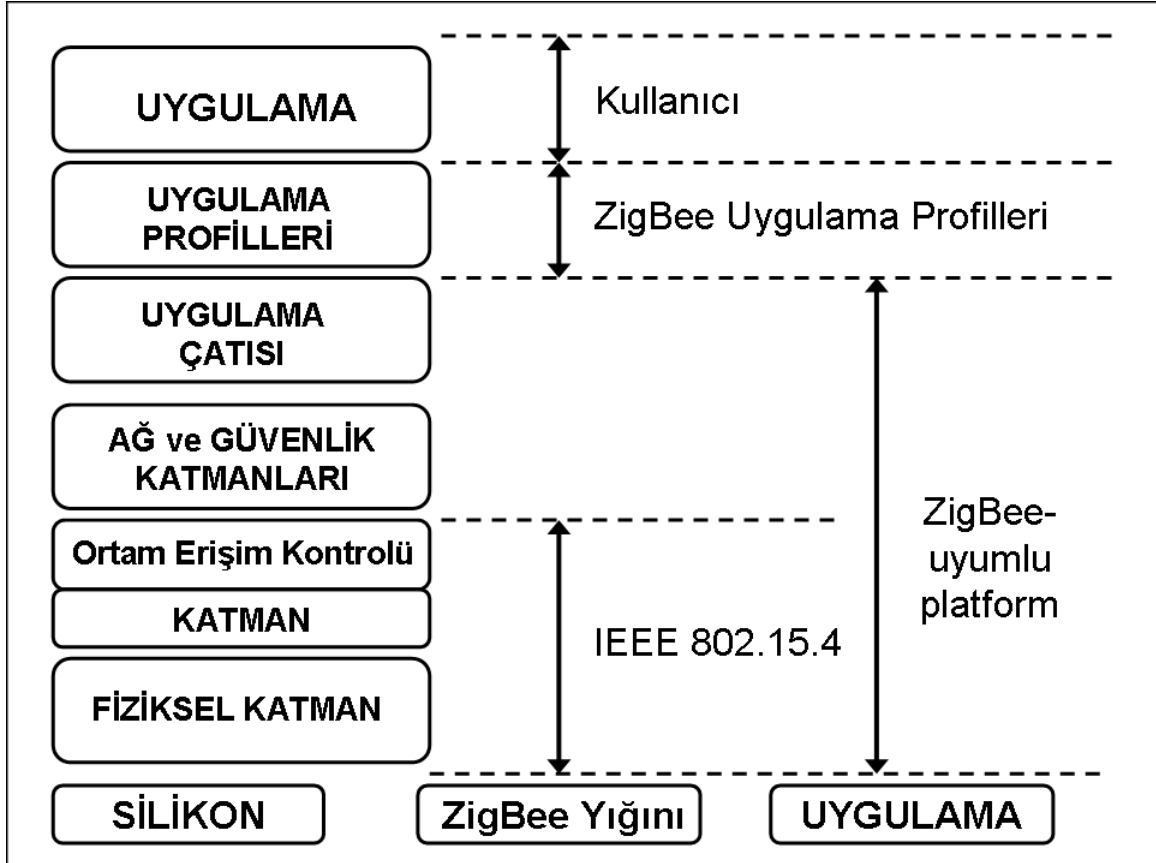 UYGULAMA
Kullanıcı
UYGULAMA
PROFİLLERİ
ZigBee Uygulama Profilleri
UYGULAMA
ÇATISI
AĞ ve GÜVENLİK
KATMANLARI
Ortam Erişim Kontrolü
KATMAN
FİZİKSEL KATMAN
IEEE 802.15.4
ZigBee-
uyumlu
platform
SİLİKON
ZigBee Yığını
UYGULAMA